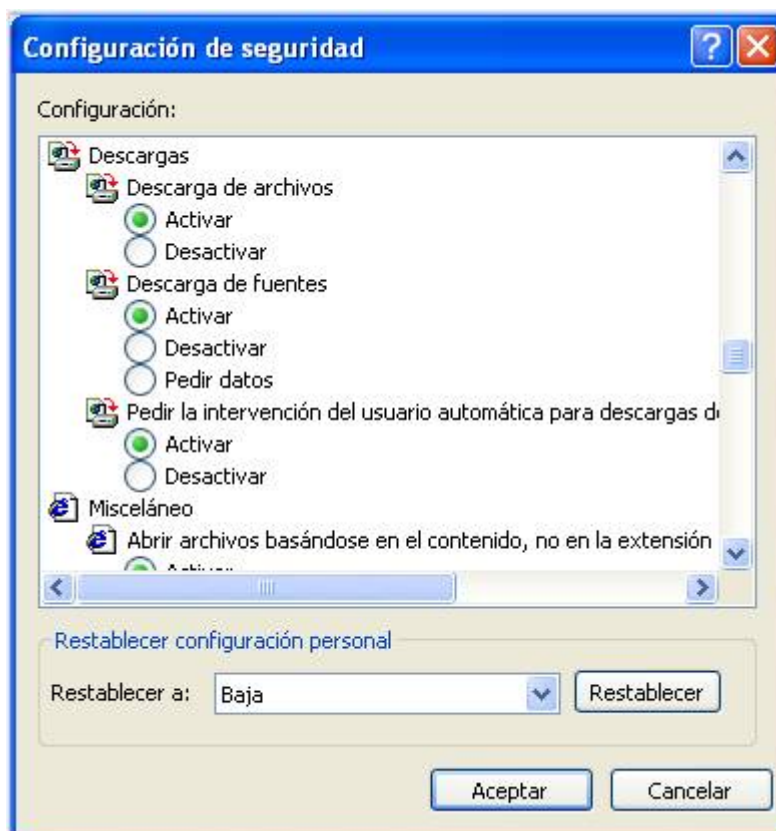 Configuración de seguridad
Configuración:
Descargas
Descarga de archivos
Activar
Desactivar
Descarga de fuentes
Activar
Desactivar
Pedir datos
Pedir la intervención del usuario automática para descargas de
Activar
Desactivar
Misceláneo
Abrir archivos basándose en el contenido, no en la extensión
Activar
Restablecer configuración personal
Restablecer a: Baja Restablecer
Aceptar Cancelar